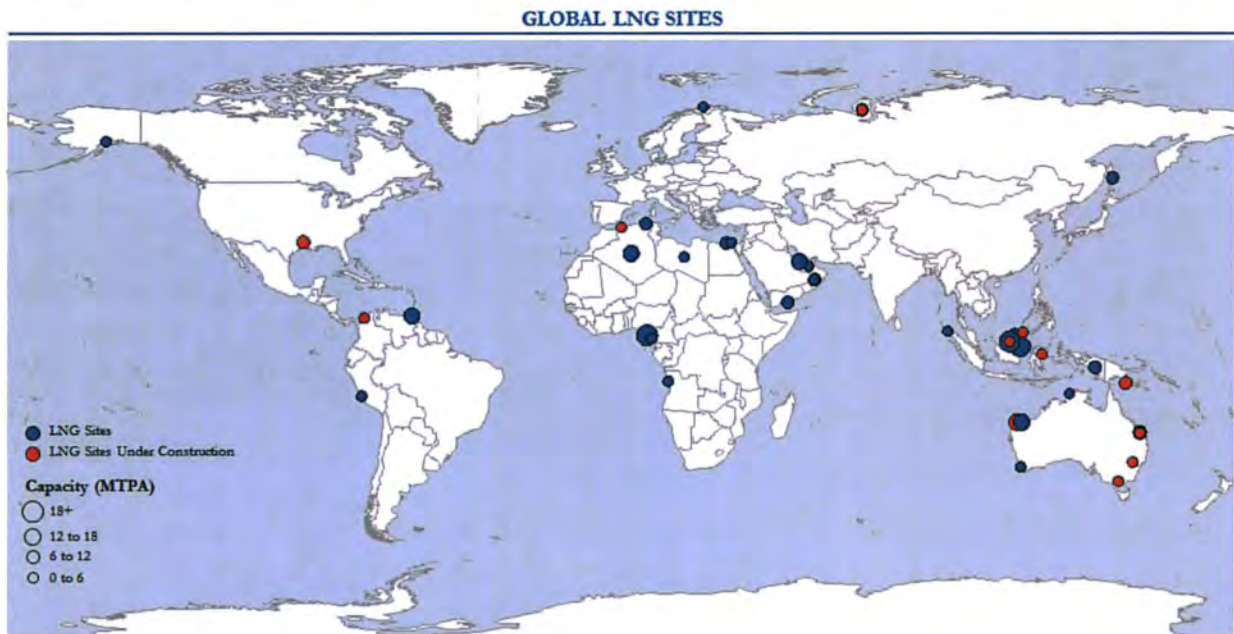 GLOBAL LNG SITES
LNG Sites
LNG Sites Under Construction
Capacity (MTPA)
18+
12 to 18
6 to 12
0 to 6